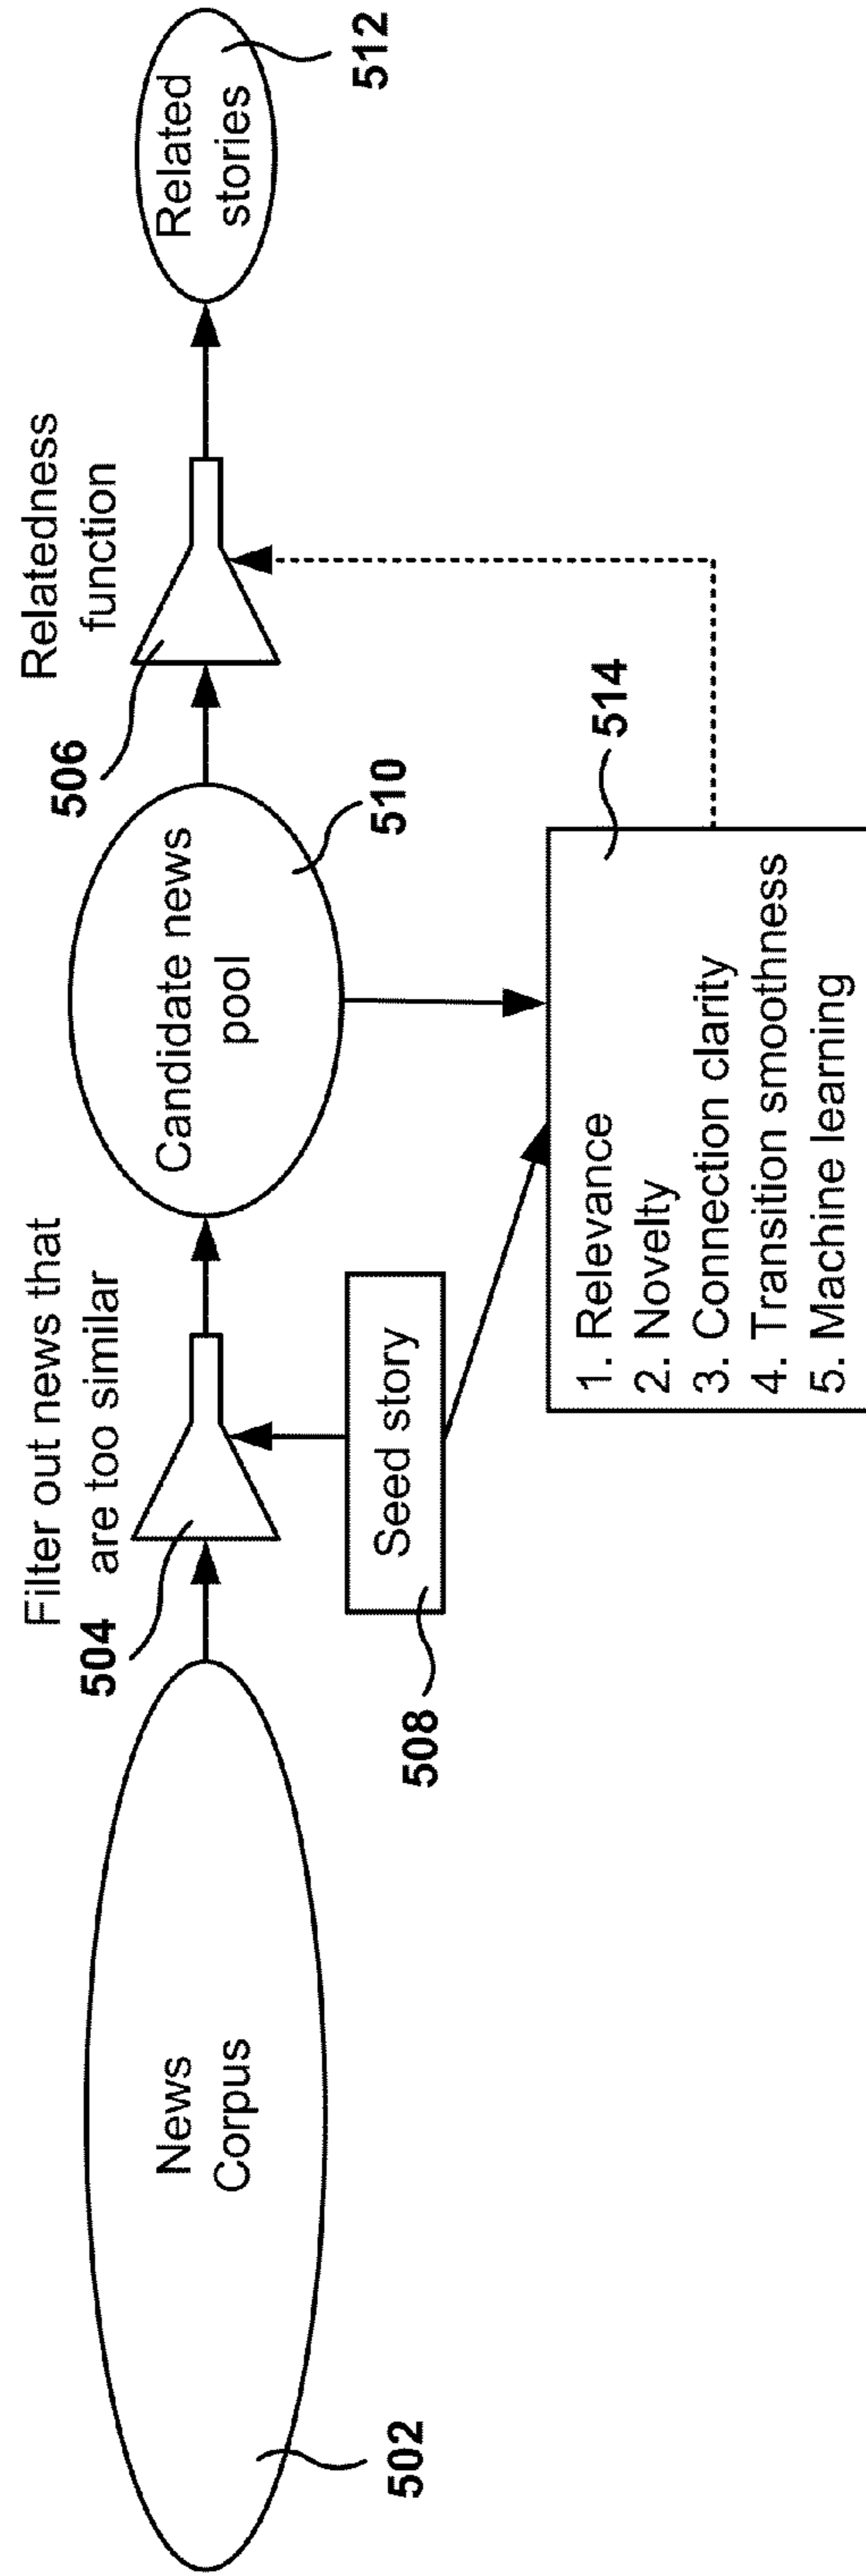 News
Corpus
502
Filter out news that
are too similar
504
Seed story
508
Candidate news
pool
510
Relatedness
function
506
Related
stories
512
514
1. Relevance
2. Novelty
3. Connection clarity
4. Transition smoothness
5. Machine learning